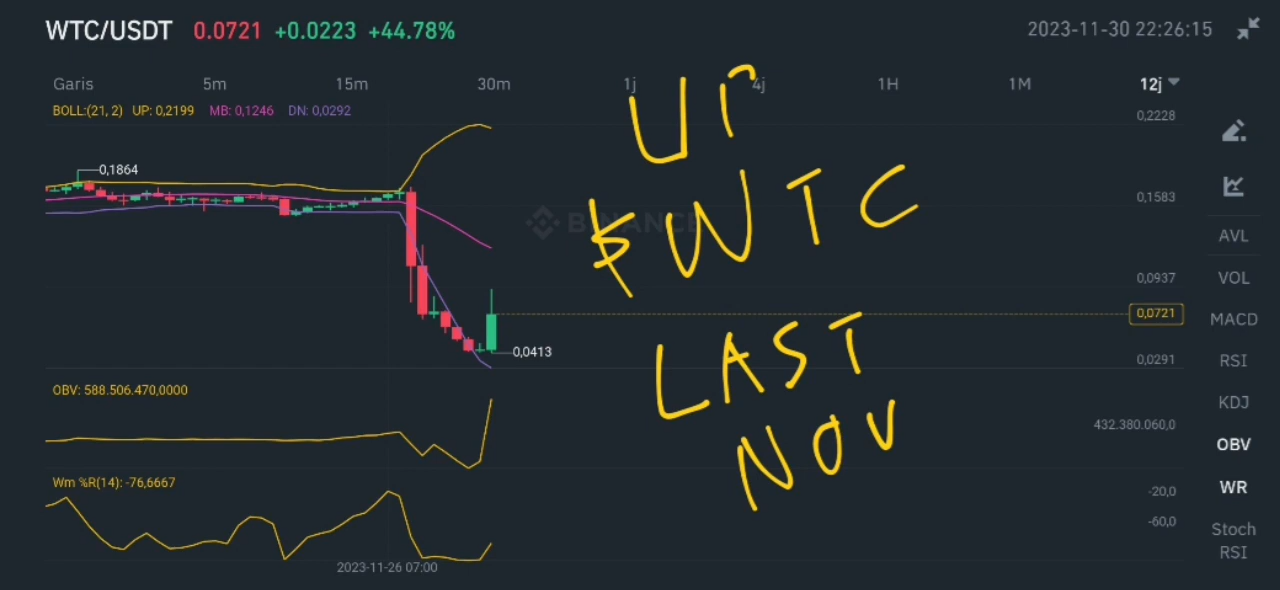 WTC/USDT 0.0721 +0.0223 +44.78% 2023-11-30 22:26:15
Garis 5m 15m 30m 1j 4j 1H 1M 12j
BOLL:(21, 2) UP: 0,2199 MB: 0,1246 DN: 0,0292
0,2228
0,1864
0,1583
AVL
BINANCE
$WTC
VOL
0,0937
0,0721
MACD
0,0413
0,0291
RSI
LAST
OBV: 588.506.470,0000
KDJ
432.380.060,0
NOV
OBV
Wm %R(14): -76,6667
-20,0
WR
-60,0
Stoch
RSI
2023-11-26 07:00